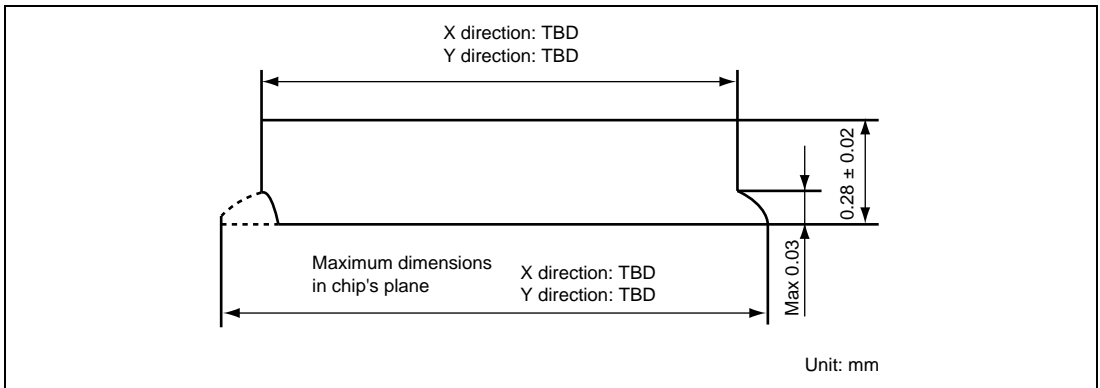 X direction: TBD
Y direction: TBD
0.28 ± 0.02
Max 0.03
Maximum dimensions
in chip's plane
X direction: TBD
Y direction: TBD
Unit: mm